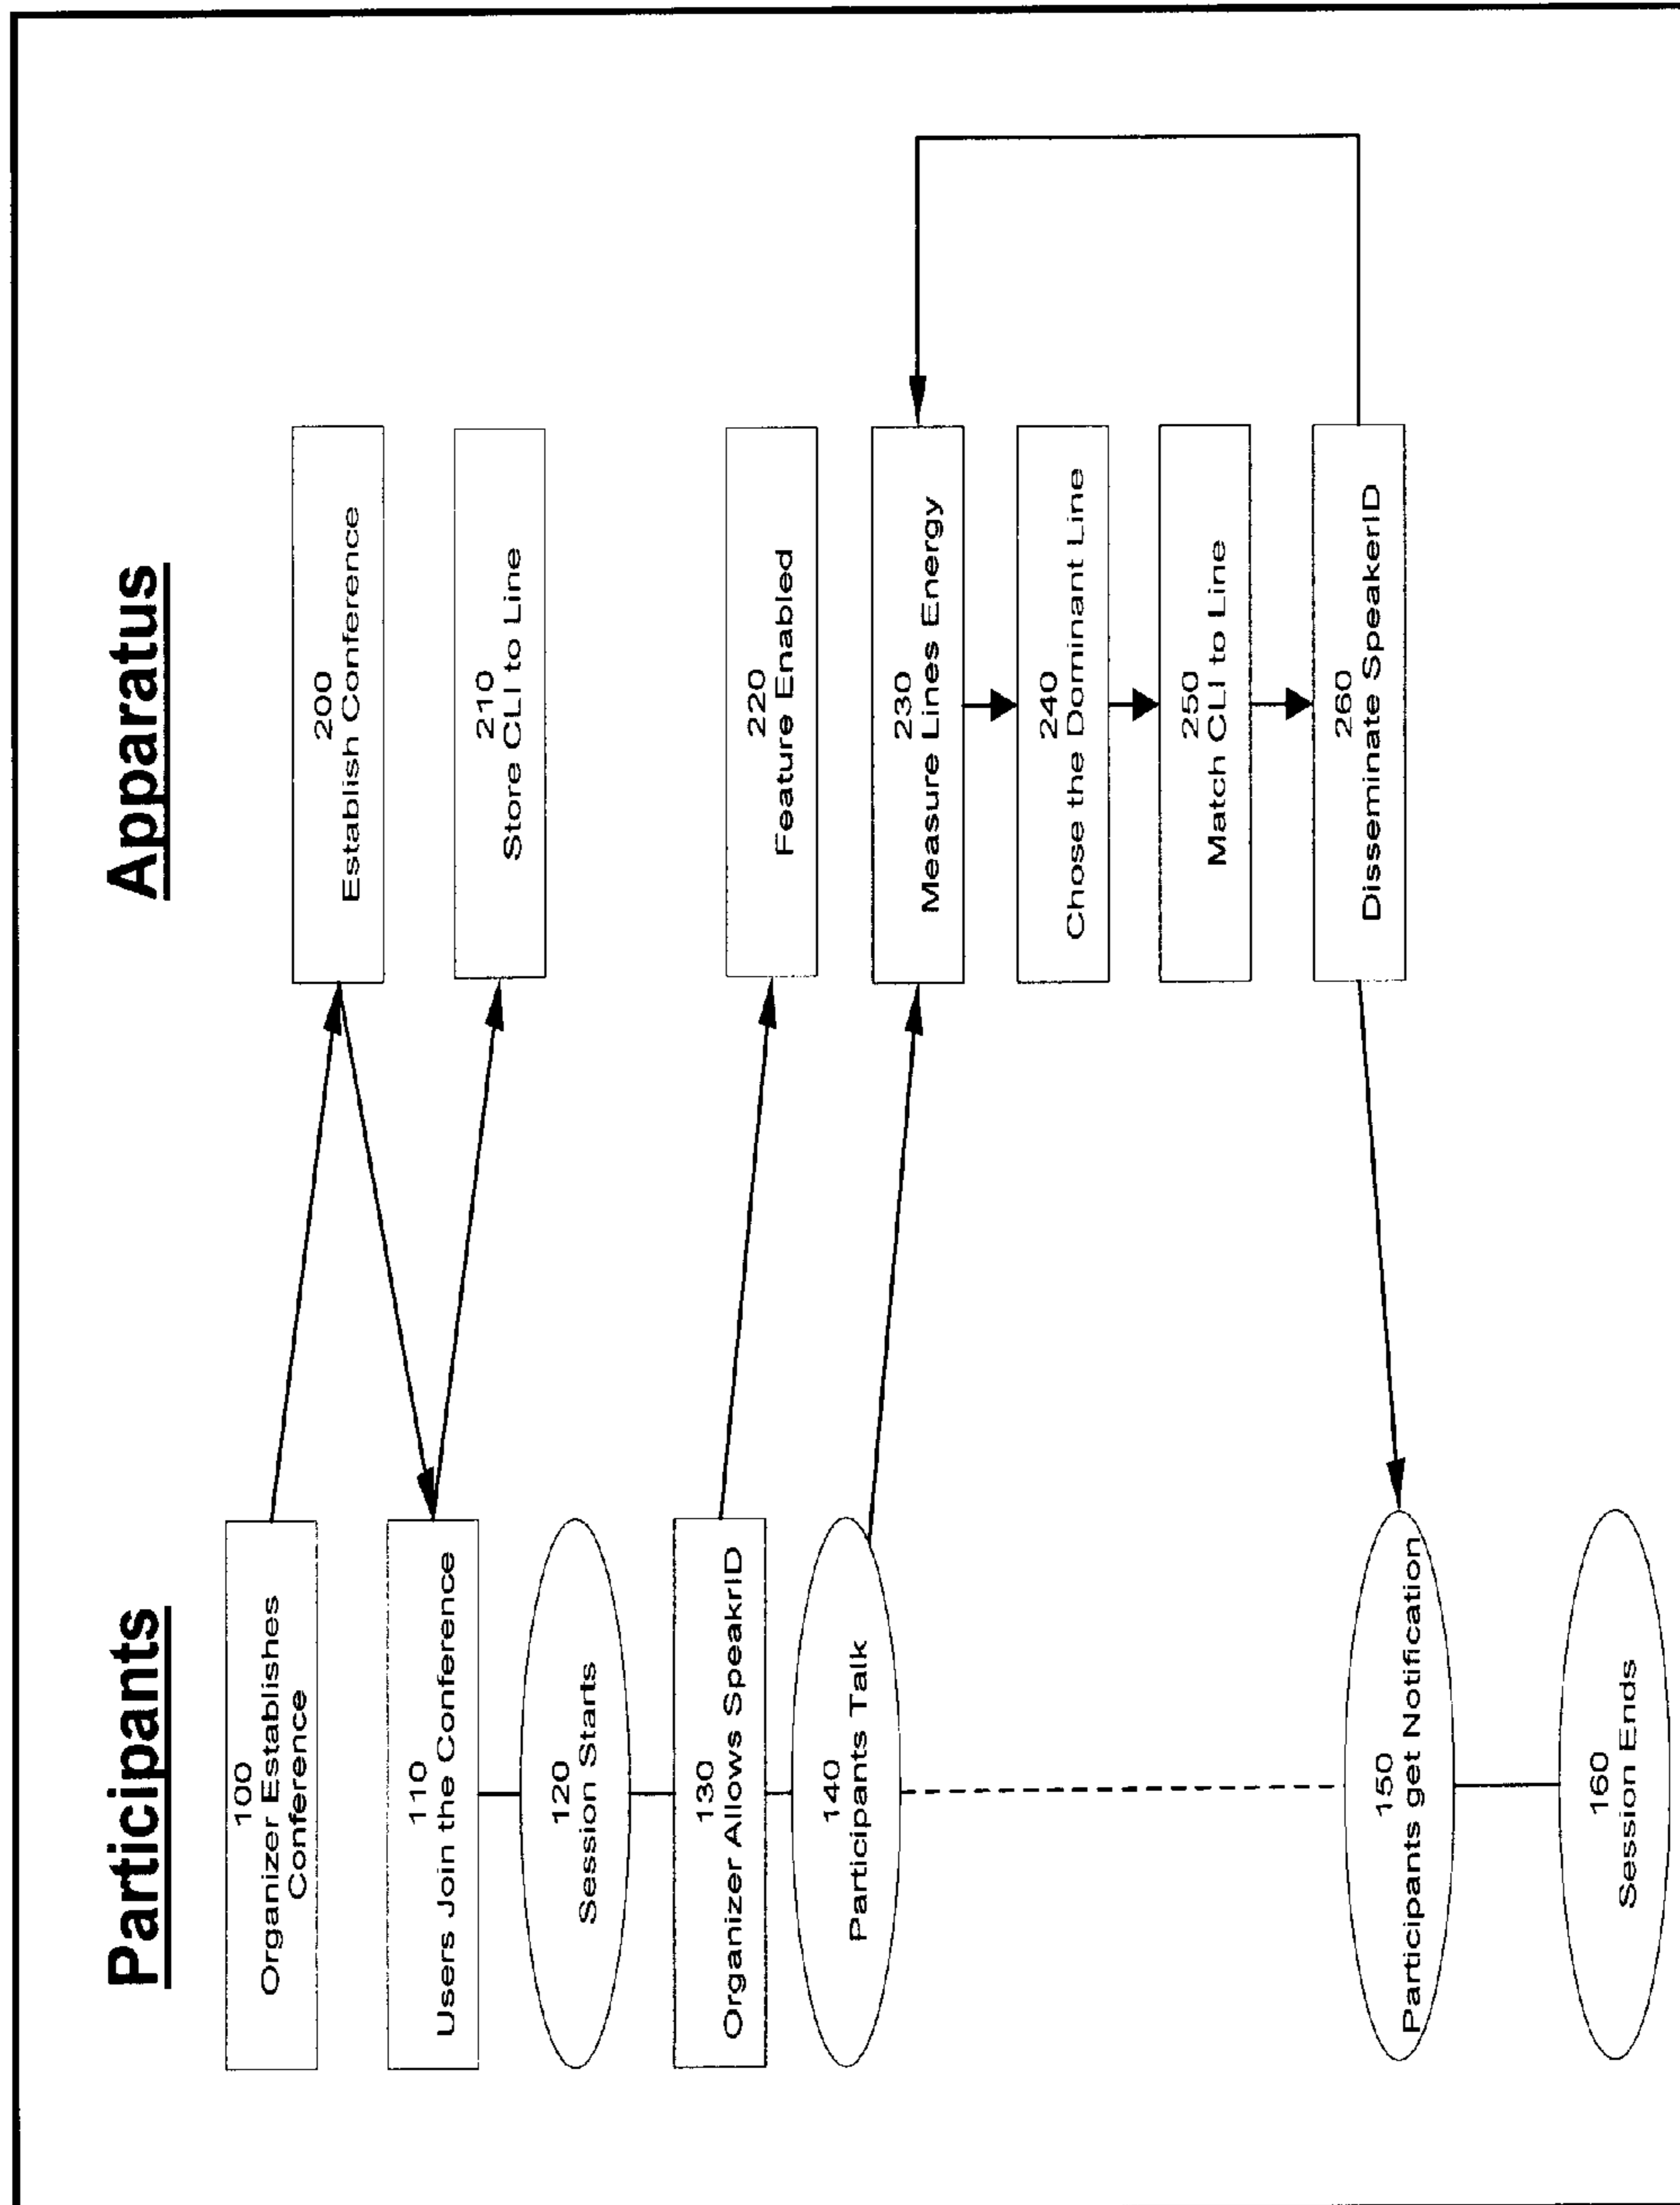 Participants
100
Organizer Establishes
Conference
110
Users Join the Conference
120
Session Starts
130
Organizer Allows SpeakrID
140
Participants Talk
150
Participants get Notification
160
Session Ends
Apparatus
200
Establish Conference
210
Store CLI to Line
220
Feature Enabled
230
Measure Lines Energy
240
Chose the Dominant Line
250
Match CLI to Line
260
Disseminate SpeakerID